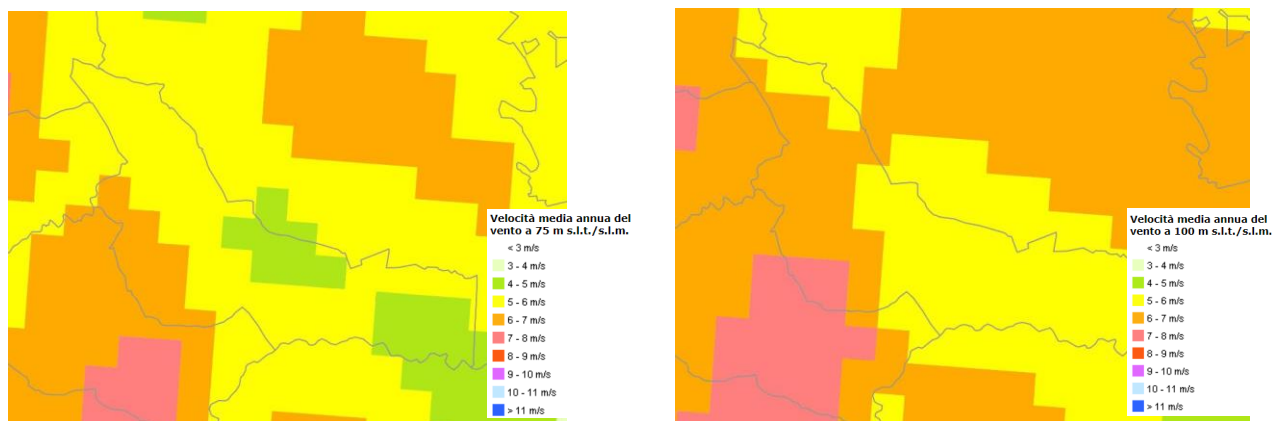 Velocità media annua del
vento a 75 m s.l.t./s.l.m.
< 3 m/s
3 - 4 m/s
4 - 5 m/s
5 - 6 m/s
6 - 7 m/s
7 - 8 m/s
8 - 9 m/s
9 - 10 m/s
10 - 11 m/s
> 11 m/s
Velocità media annua del
vento a 100 m s.l.t./s.l.m.
< 3 m/s
3 - 4 m/s
4 - 5 m/s
5 - 6 m/s
6 - 7 m/s
7 - 8 m/s
8 - 9 m/s
9 - 10 m/s
10 - 11 m/s
> 11 m/s